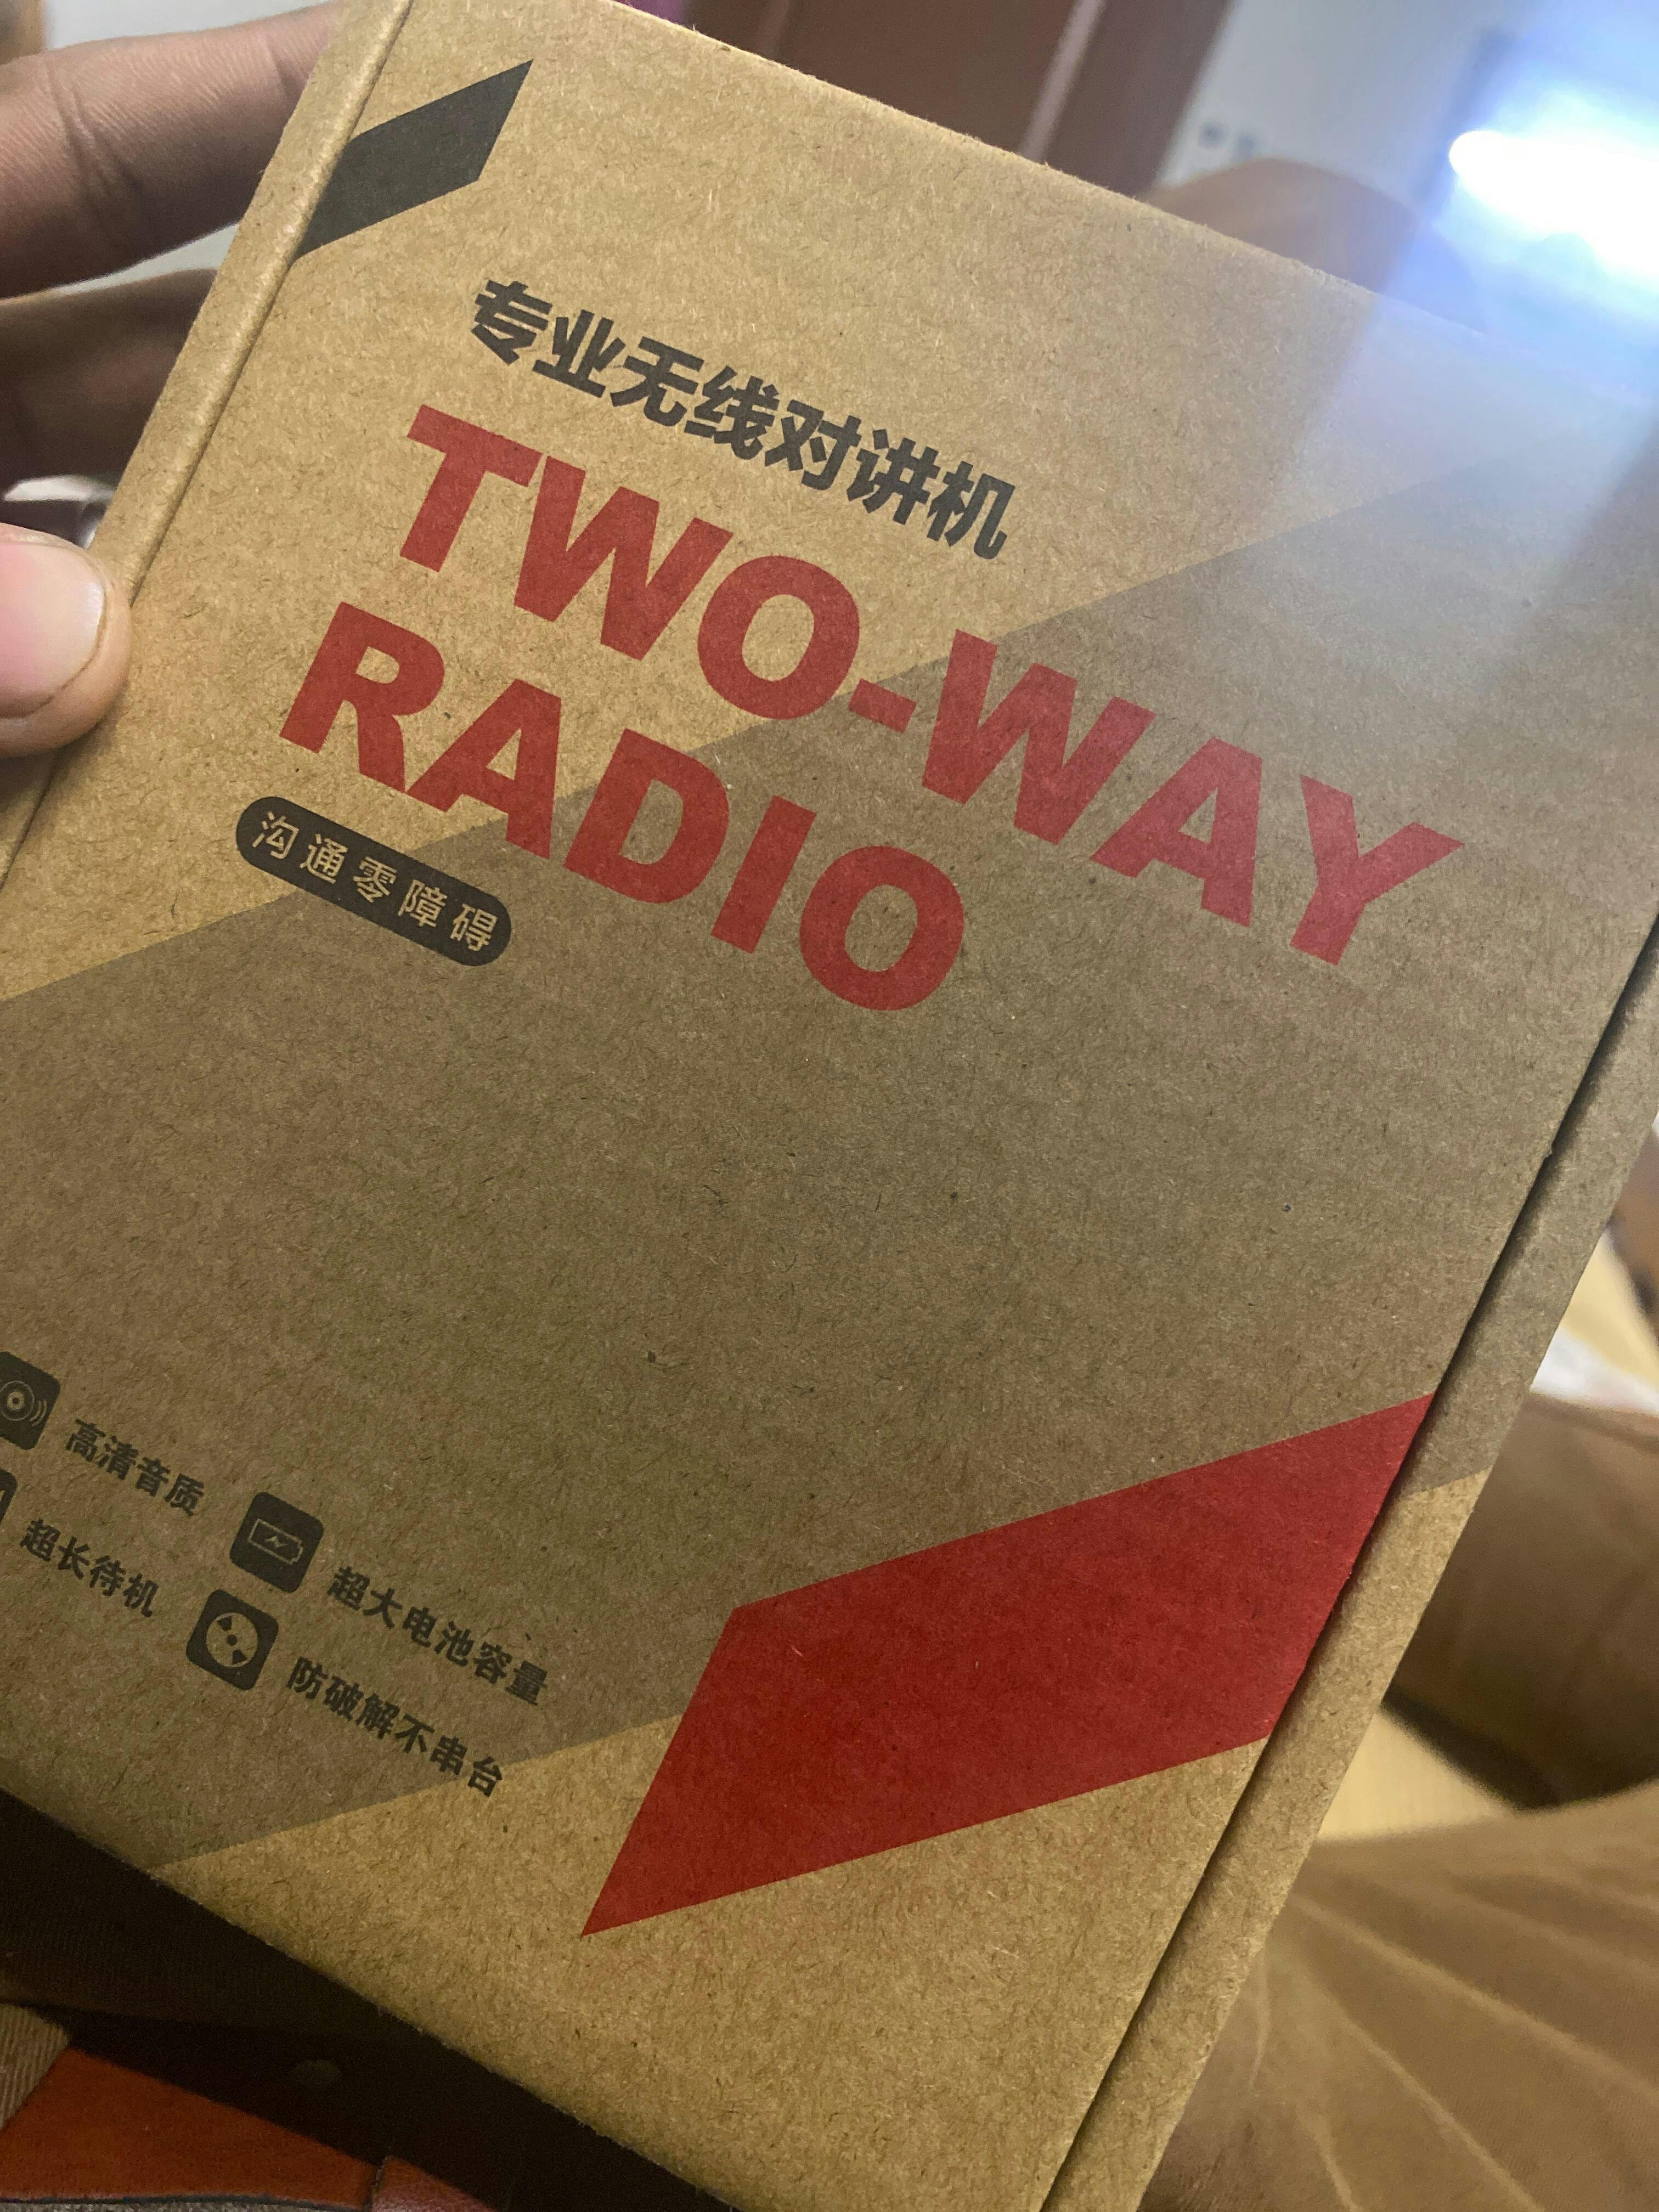 专业无线对讲机
TWO-WAY
RADIO
沟通零障碍
高清音质
超大电池容量
超长待机
防破解不串台